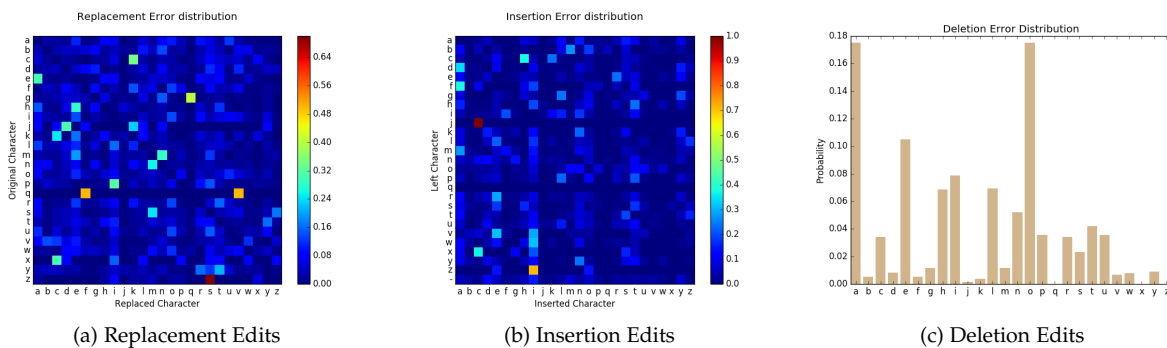 Replacement Error distribution
Original Character
a
b
c
d
e
f
g
h
i
j
k
l
m
n
o
p
q
r
s
t
u
v
w
x
y
z
a b c d e f g h i j k l m n o p q r s t u v w x y z
Replaced Character
0.64
0.56
0.48
0.40
0.32
0.24
0.16
0.08
0.00
(a) Replacement Edits
Insertion Error distribution
Left Character
a
b
c
d
e
f
g
h
i
j
k
l
m
n
o
p
q
r
s
t
u
v
w
x
y
z
-
a b c d e f g h i j k l m n o p q r s t u v w x y z
Inserted Character
1.0
0.9
0.8
0.7
0.6
0.5
0.4
0.3
0.2
0.1
0.0
(b) Insertion Edits
Deletion Error Distribution
Probability
0.18
0.16
0.14
0.12
0.10
0.08
0.06
0.04
0.02
0.00
a b c d e f g h i j k l m n o p q r s t u v w x y z
(c) Deletion Edits